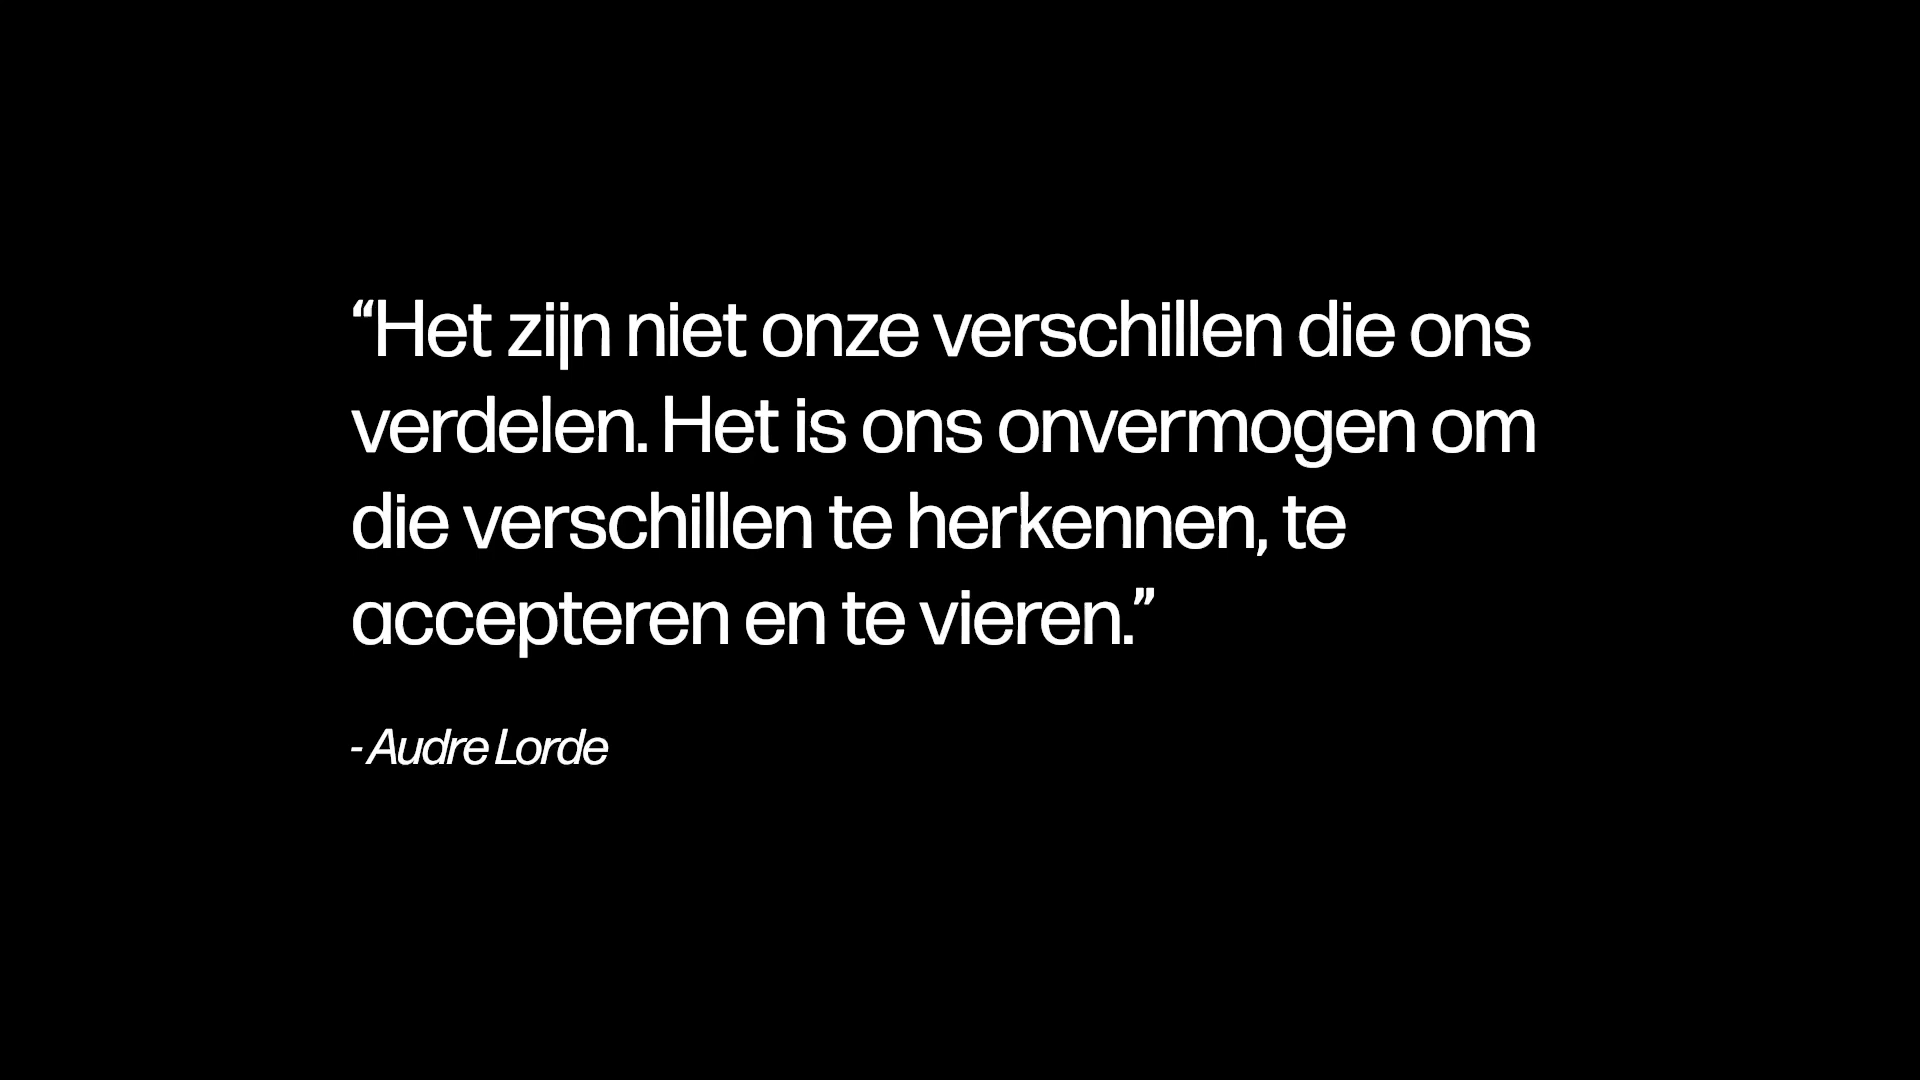 “Het zijn niet onze verschillen die ons
verdelen. Het is ons onvermogen om
die verschillen te herkennen, te
accepteren en te vieren.”
- Audre Lorde